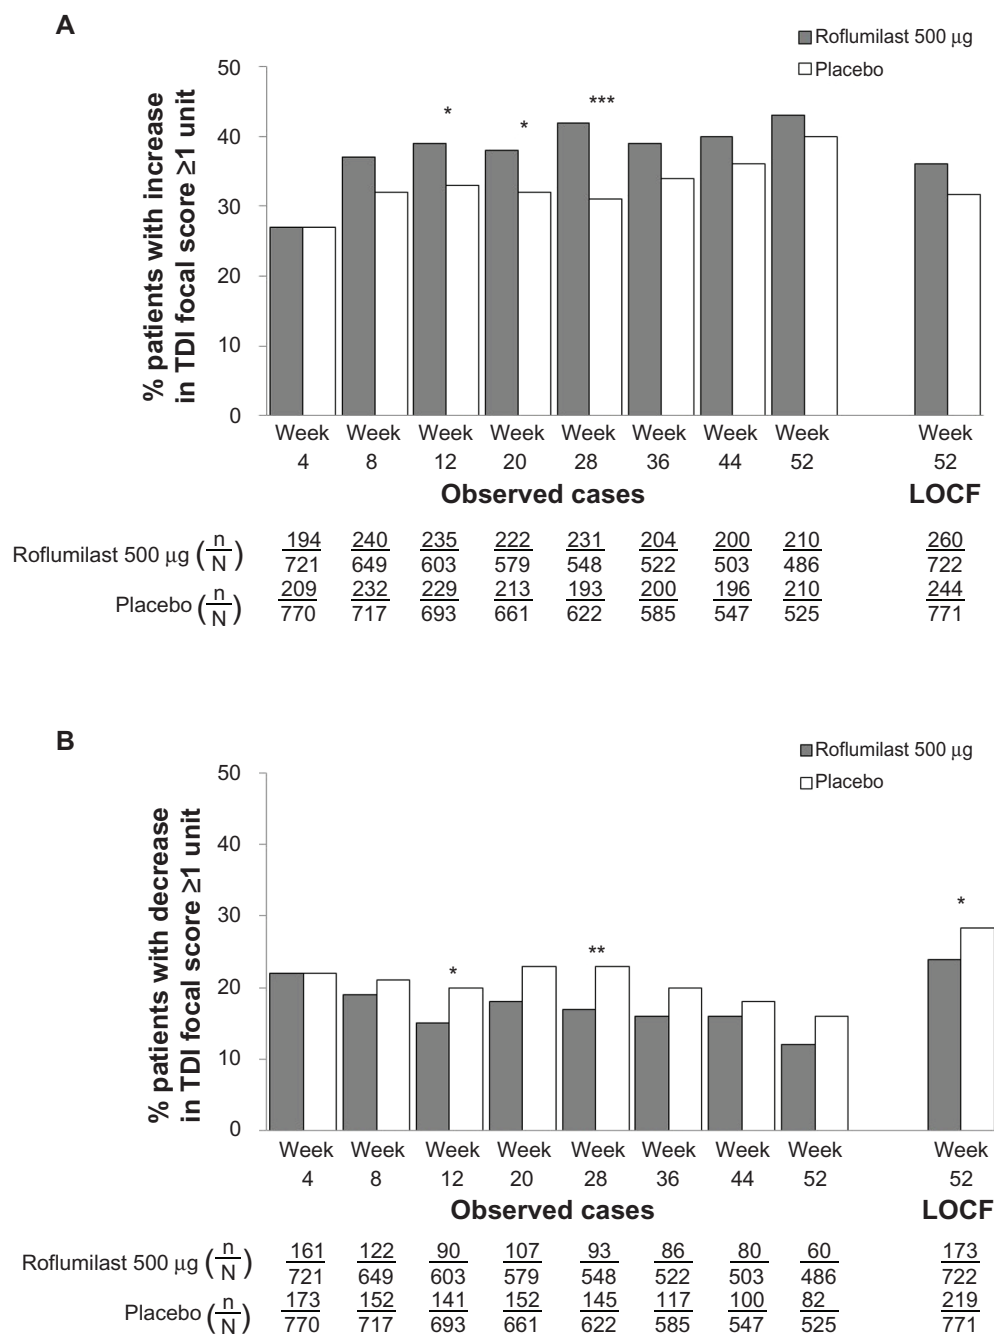 A
Roflumilast 500 μg
Placebo
% patients with increase
in TDI focal score ≥1 unit
50
40
30
20
10
0
* * ***
Week Week Week Week Week Week Week Week Week
4 8 12 20 28 36 44 52 52
Observed cases LOCF
Roflumilast 500 μg (n/N) 194/721 240/649 235/603 222/579 231/548 204/522 200/503 210/486 260/722
Placebo (n/N) 209/770 232/717 229/693 213/661 193/622 200/585 196/547 210/525 244/771
B
Roflumilast 500 μg
Placebo
% patients with decrease
in TDI focal score ≥1 unit
50
40
30
20
10
0
* ** *
Week Week Week Week Week Week Week Week Week
4 8 12 20 28 36 44 52 52
Observed cases LOCF
Roflumilast 500 μg (n/N) 161/721 122/649 90/603 107/579 93/548 86/522 80/503 60/486 173/722
Placebo (n/N) 173/770 152/717 141/693 152/661 145/622 117/585 100/547 82/525 219/771